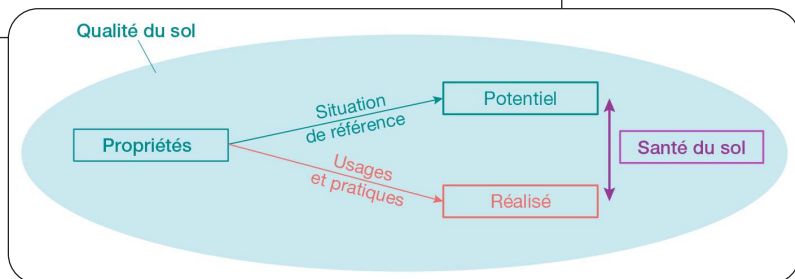 Qualité du sol
Situation
de référence
Potentiel
Propriétés
Santé du sol
Usages
et pratiques
Réalisé